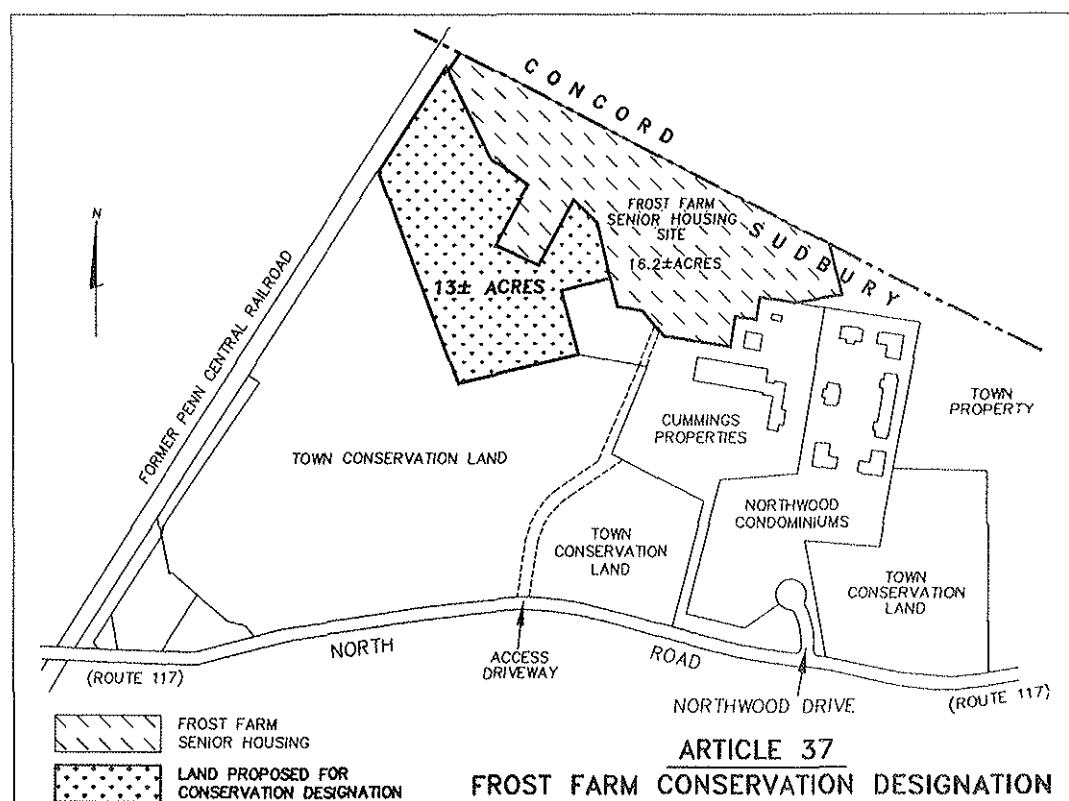 CONCORD
SUDBURY
N
FORMER PENN CENTRAL RAILROAD
FROST FARM
SENIOR HOUSING
SITE
16.2±ACRES
13± ACRES
TOWN
PROPERTY
CUMMINGS
PROPERTIES
TOWN CONSERVATION LAND
NORTHWOOD
CONDOMINIUMS
TOWN
CONSERVATION
LAND
TOWN
CONSERVATION
LAND
NORTH
ROAD
ACCESS
DRIVEWAY
(ROUTE 117)
NORTHWOOD DRIVE
(ROUTE 117)
FROST FARM
SENIOR HOUSING
LAND PROPOSED FOR
CONSERVATION DESIGNATION
ARTICLE 37
FROST FARM CONSERVATION DESIGNATION